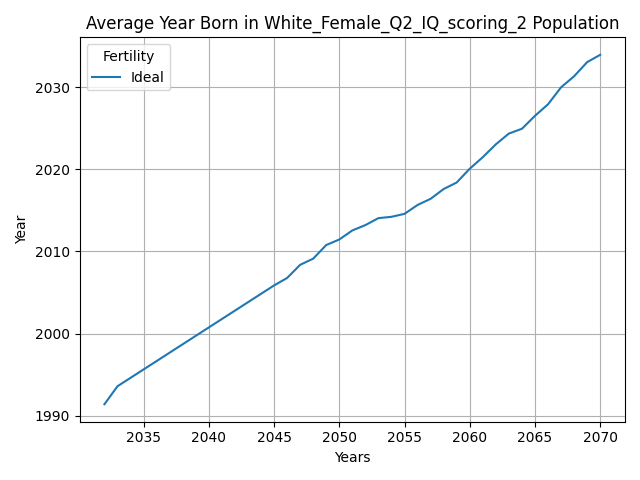 Average Year Born in White_Female_Q2_IQ_scoring_2 Population
Fertility
Ideal
2030
2020
2010
2000
1990
Year
2035 2040 2045 2050 2055 2060 2065 2070
Years